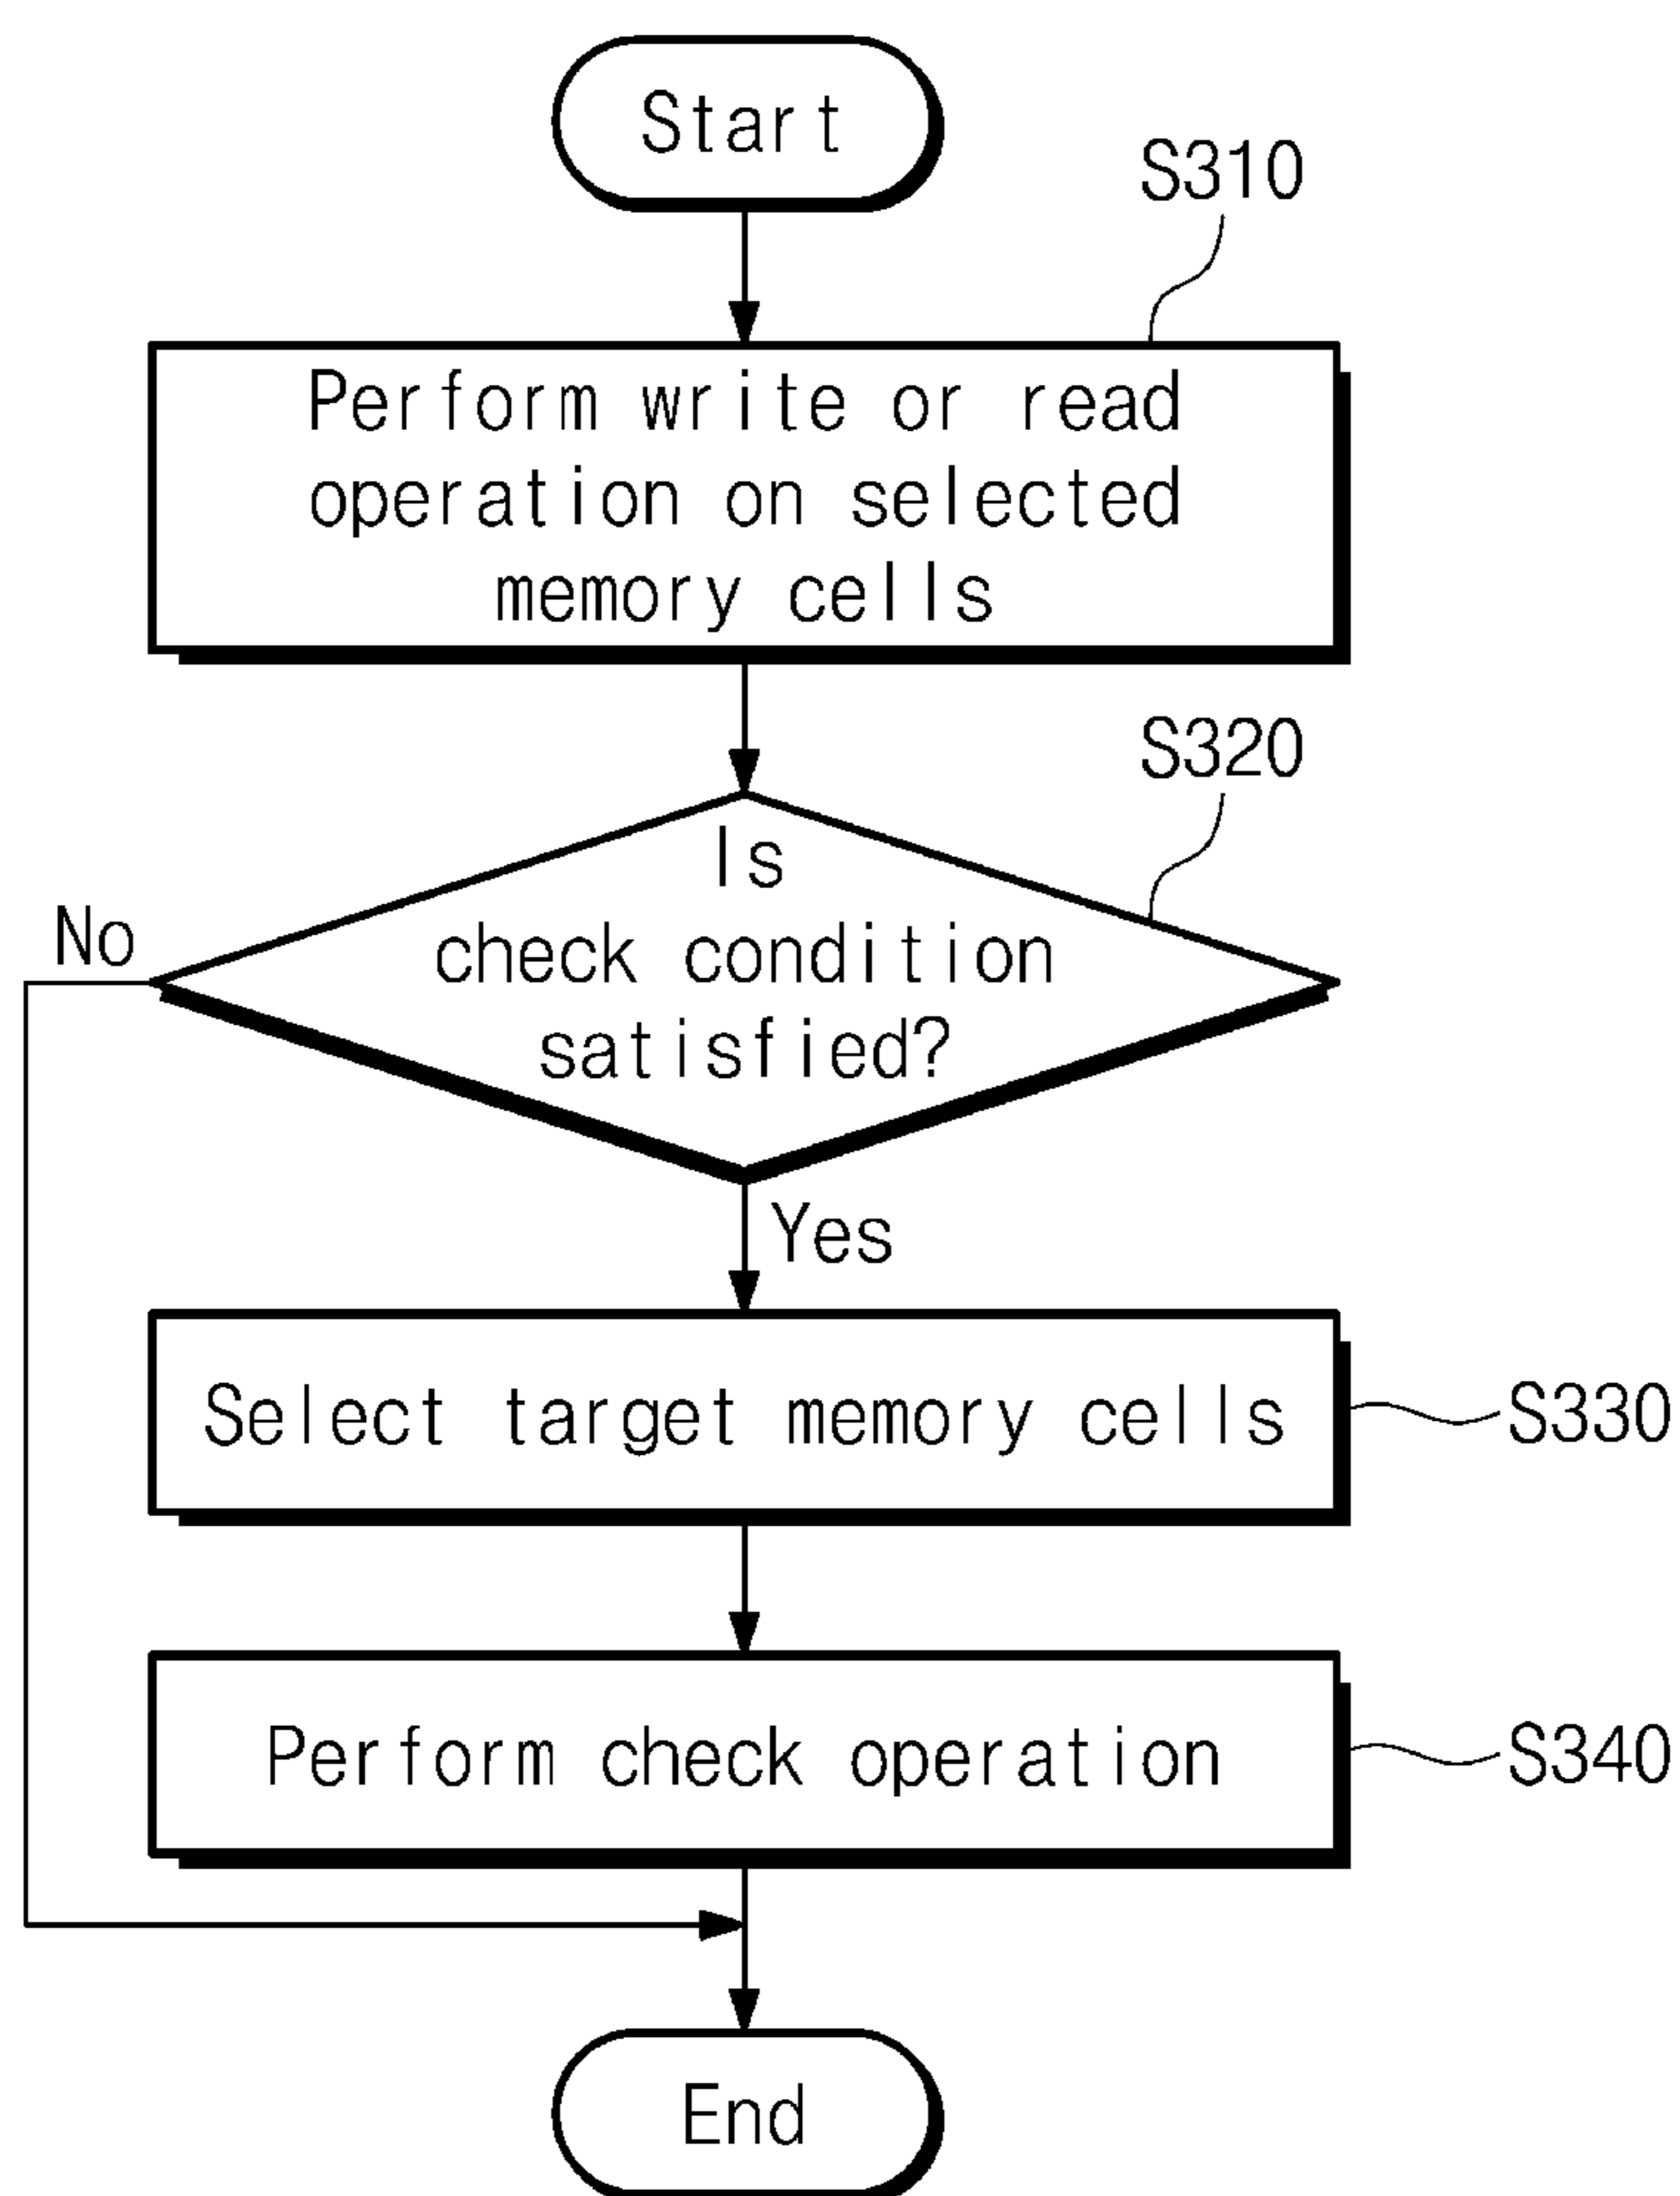 Start
S310
Perform write or read
operation on selected
memory cells
S320
Is
check condition
satisfied?
No
Yes
Select target memory cells
S330
Perform check operation
S340
End